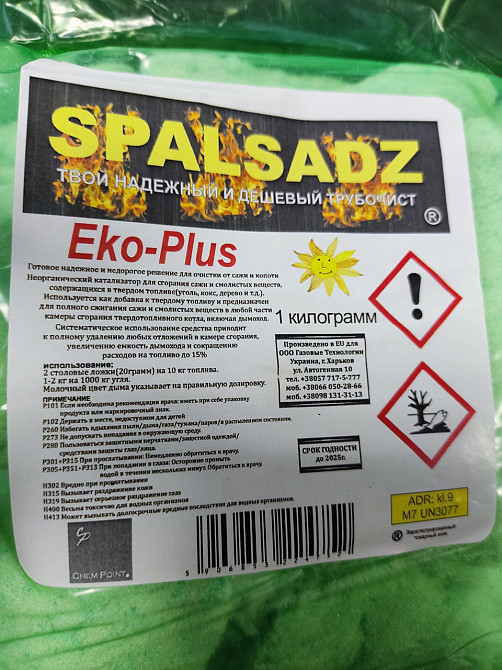 SPALSADZ
ТВОЙ НАДЕЖНЫЙ И ДЕШЕВЫЙ ТРУБОЧИСТ
®
Eko-Plus
Готовое надежное и недорогое решение для очистки от сажи и копоти
Неорганический катализатор для сгорания сажи и смолистых веществ,
содержащихся в твердом топливе(уголь, кокс, дерево и т.д.).
Используется как добавка к твердому топливу и предназначен
для полного сжигания сажи и смолистых веществ в любой части
камеры сгорания твердотопливного котла, включая дымоход.
Систематическое использование средства приводит
к полному удалению любых отложений в камере сгорания,
увеличению емкость дымохода и сокращению
расходов на топливо до 15%
1 килограмм
использование:
2 столовые ложки(20грамм) на 10 кг топлива.
1-2 кг на 1000 кг угля.
Молочный цвет дыма указывает на правильную дозировку.
Произведено в EU для
ООО Газовые Технологии
Украина, г. Харьков
ул. Автогенная 10
тел. +38057 717-5-777
моб. +38066 050-28-66
моб. +38098 131-31-13
ПРИМЕЧАНИЕ
P101 Если необходима рекомендация врача: иметь при себе упаковку
продукта или маркировочный знак.
P102 Держать в месте, недоступном для детей
P260 Избегать вдыхания пыли/дыма/газа/тумана/паров/в распыленном состоянии.
P273 Не допускать попадания в окружающую среду.
P280 Пользоваться защитными перчатками/защитной одеждой/
средствами защиты глаз/лица.
P301+P315 При проглатывании: Немедленно обратиться к врачу.
P305+P351+P313 При попадании в глаза: Осторожно промыть
водой в течении нескольких минут. Обратиться к врачу.
H302 Вредно при проглатывании
H315 Вызывает раздражение кожи
H319 Вызывает серьезное раздражение глаз
H400 Весьма токсично для водных организмов
H413 Может вызывать долгосрочные вредные последствия для водных организмов.
СРОК ГОДНОСТИ
до 2025г.
ADR: kl.9
M7 UN3077
® Зарегистрированный
товарный знак.
CP
CHEM POINT.